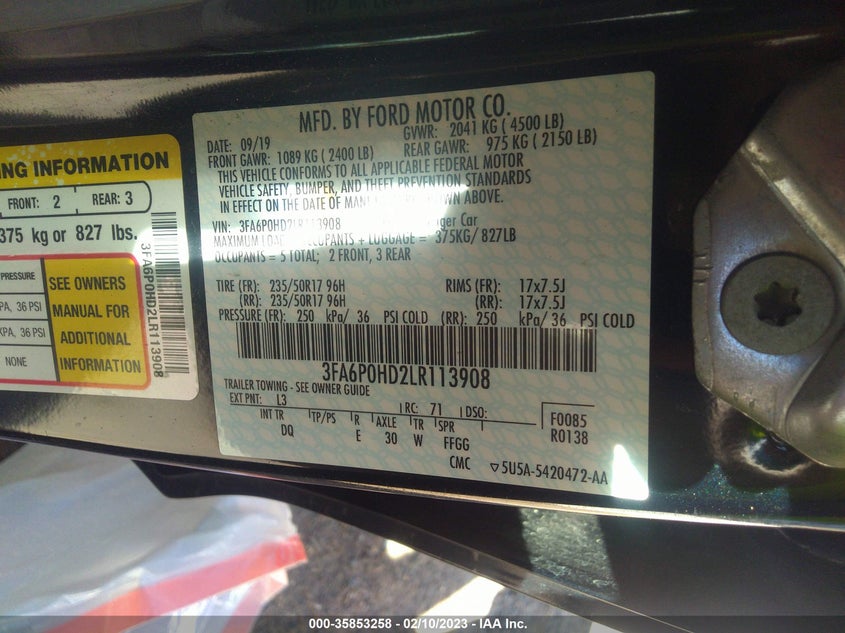 MFD. BY FORD MOTOR CO.
DATE: 09/19 GVWR: 2041 KG ( 4500 LB)
FRONT GAWR: 1089 KG ( 2400 LB) REAR GAWR: 975 KG ( 2150 LB)
THIS VEHICLE CONFORMS TO ALL APPLICABLE FEDERAL MOTOR
VEHICLE SAFETY, BUMPER, AND THEFT PREVENTION STANDARDS
IN EFFECT ON THE DATE OF SHOWN ABOVE.
VIN: 3FA6P0HD2LR113908 Car
MAXIMUM OCCUPANTS + LUGGAGE = 375KG/ 827LB
OCCUPANTS = 5 TOTAL; 2 FRONT, 3 REAR
TIRE (FR): 235/50R17 96H RIMS (FR): 17x7.5J
(RR): 235/50R17 96H (RR): 17x7.5J
PRESSURE (FR): 250 kPa/ 36 PSI COLD (RR): 250 kPa/ 36 PSI COLD
3FA6P0HD2LR113908
TRAILER TOWING - SEE OWNER GUIDE
EXT PNT: L3 RC: 71 DSO:
INT TR TP/PS R AXLE TR SPR
DQ E 30 W FFGG
F0085
R0138
CMC ▽5U5A-5420472-AA
INFORMATION
FRONT: 2 REAR: 3
375 kg or 827 lbs.
PRESSURE
36 PSI
36 PSI
NONE
SEE OWNERS
MANUAL FOR
ADDITIONAL
INFORMATION
3FA6P0HD2LR113908
000-35853258 - 02/10/2023 - © IAA Inc.